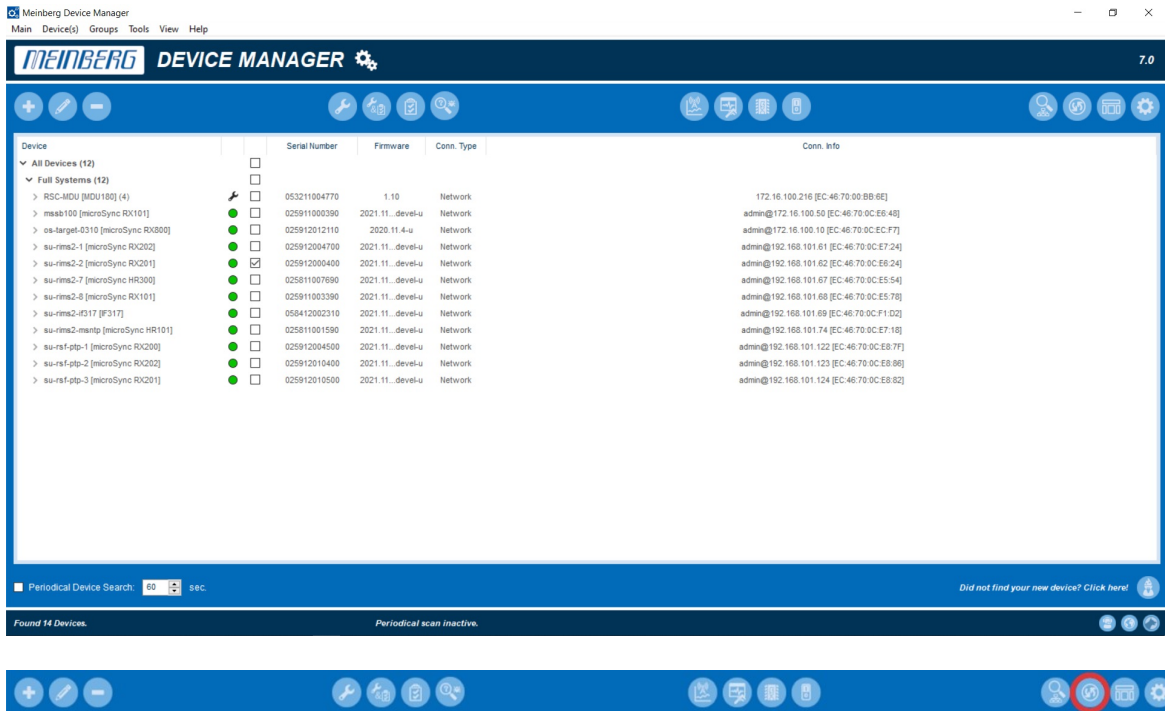 Meinberg Device Manager
Main Device(s) Groups Tools View Help
MEINBERG DEVICE MANAGER 7.0
Device Serial Number Firmware Conn. Type Conn. Info
All Devices (12)
Full Systems (12)
RSC-MDU [MDU180] (4) 053211004770 1.10 Network 172.16.100.216 [EC:46:70:00:BB:6E]
mssb100 [microSync RX101] 025911000390 2021.11...devel-u Network admin@172.16.100.50 [EC:46:70:0C:E6:48]
os-target-0310 [microSync RX800] 025912012110 2020.11.4-u Network admin@172.16.100.10 [EC:46:70:0C:EC:F7]
su-rims2-1 [microSync RX202] 025912004700 2021.11...devel-u Network admin@192.168.101.61 [EC:46:70:0C:E7:24]
su-rims2-2 [microSync RX201] 025912000400 2021.11...devel-u Network admin@192.168.101.62 [EC:46:70:0C:E6:24]
su-rims2-7 [microSync HR300] 025811007690 2021.11...devel-u Network admin@192.168.101.67 [EC:46:70:0C:E5:54]
su-rims2-8 [microSync RX101] 025911003390 2021.11...devel-u Network admin@192.168.101.68 [EC:46:70:0C:E5:78]
su-rims2-if317 [IF317] 058412002310 2021.11...devel-u Network admin@192.168.101.69 [EC:46:70:0C:F1:D2]
su-rims2-msntp [microSync HR101] 025811001590 2021.11...devel-u Network admin@192.168.101.74 [EC:46:70:0C:E7:18]
su-rsf-ptp-1 [microSync RX200] 025912004500 2021.11...devel-u Network admin@192.168.101.122 [EC:46:70:0C:E8:7F]
su-rsf-ptp-2 [microSync RX202] 025912010400 2021.11...devel-u Network admin@192.168.101.123 [EC:46:70:0C:E8:86]
su-rsf-ptp-3 [microSync RX201] 025912010500 2021.11...devel-u Network admin@192.168.101.124 [EC:46:70:0C:E8:82]
Periodical Device Search: 60 sec. Did not find your new device? Click here!
Found 14 Devices. Periodical scan inactive.